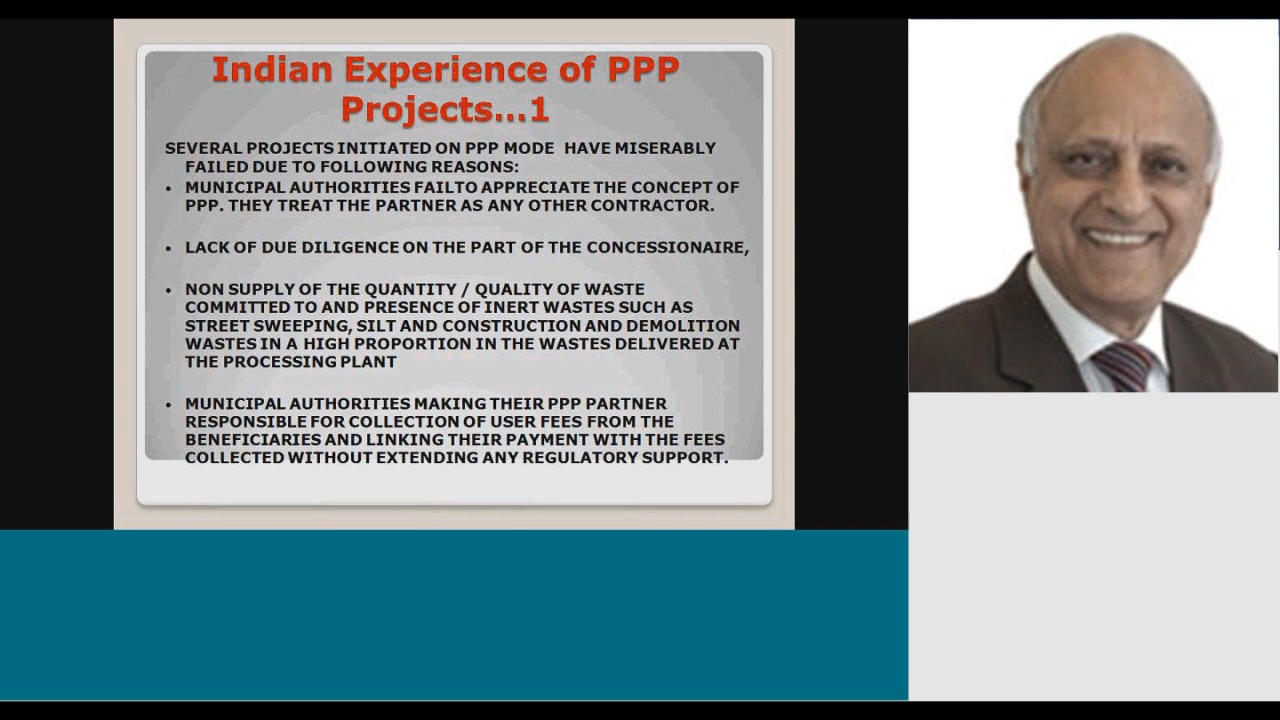 Indian Experience of PPP
Projects...1
SEVERAL PROJECTS INITIATED ON PPP MODE HAVE MISERABLY
FAILED DUE TO FOLLOWING REASONS:
• MUNICIPAL AUTHORITIES FAILTO APPRECIATE THE CONCEPT OF
PPP. THEY TREAT THE PARTNER AS ANY OTHER CONTRACTOR.
• LACK OF DUE DILIGENCE ON THE PART OF THE CONCESSIONAIRE,
• NON SUPPLY OF THE QUANTITY / QUALITY OF WASTE
COMMITTED TO AND PRESENCE OF INERT WASTES SUCH AS
STREET SWEEPING, SILT AND CONSTRUCTION AND DEMOLITION
WASTES IN A HIGH PROPORTION IN THE WASTES DELIVERED AT
THE PROCESSING PLANT
• MUNICIPAL AUTHORITIES MAKING THEIR PPP PARTNER
RESPONSIBLE FOR COLLECTION OF USER FEES FROM THE
BENEFICIARIES AND LINKING THEIR PAYMENT WITH THE FEES
COLLECTED WITHOUT EXTENDING ANY REGULATORY SUPPORT.